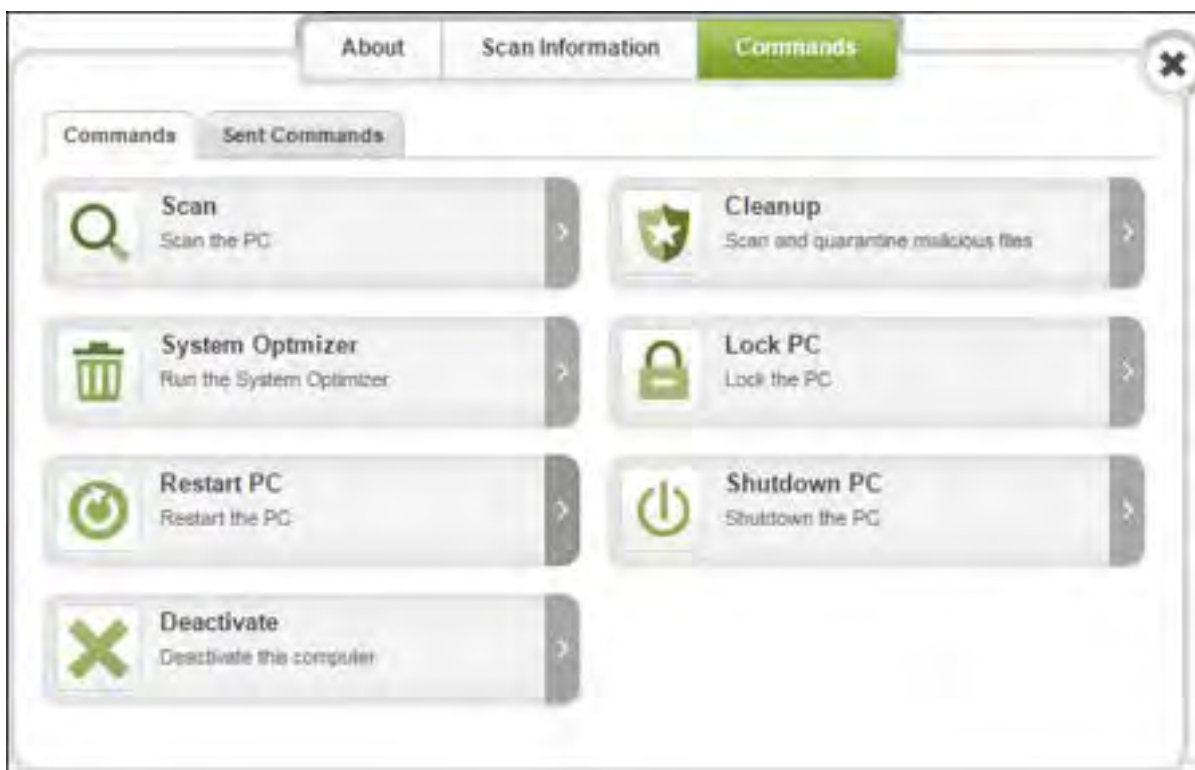 About Scan Information Commands
Commands Sent Commands
Scan
Scan the PC
Cleanup
Scan and quarantine malicious files
System Optmizer
Run the System Optimizer
Lock PC
Lock the PC
Restart PC
Restart the PC
Shutdown PC
Shutdown the PC
Deactivate
Deactivate this computer